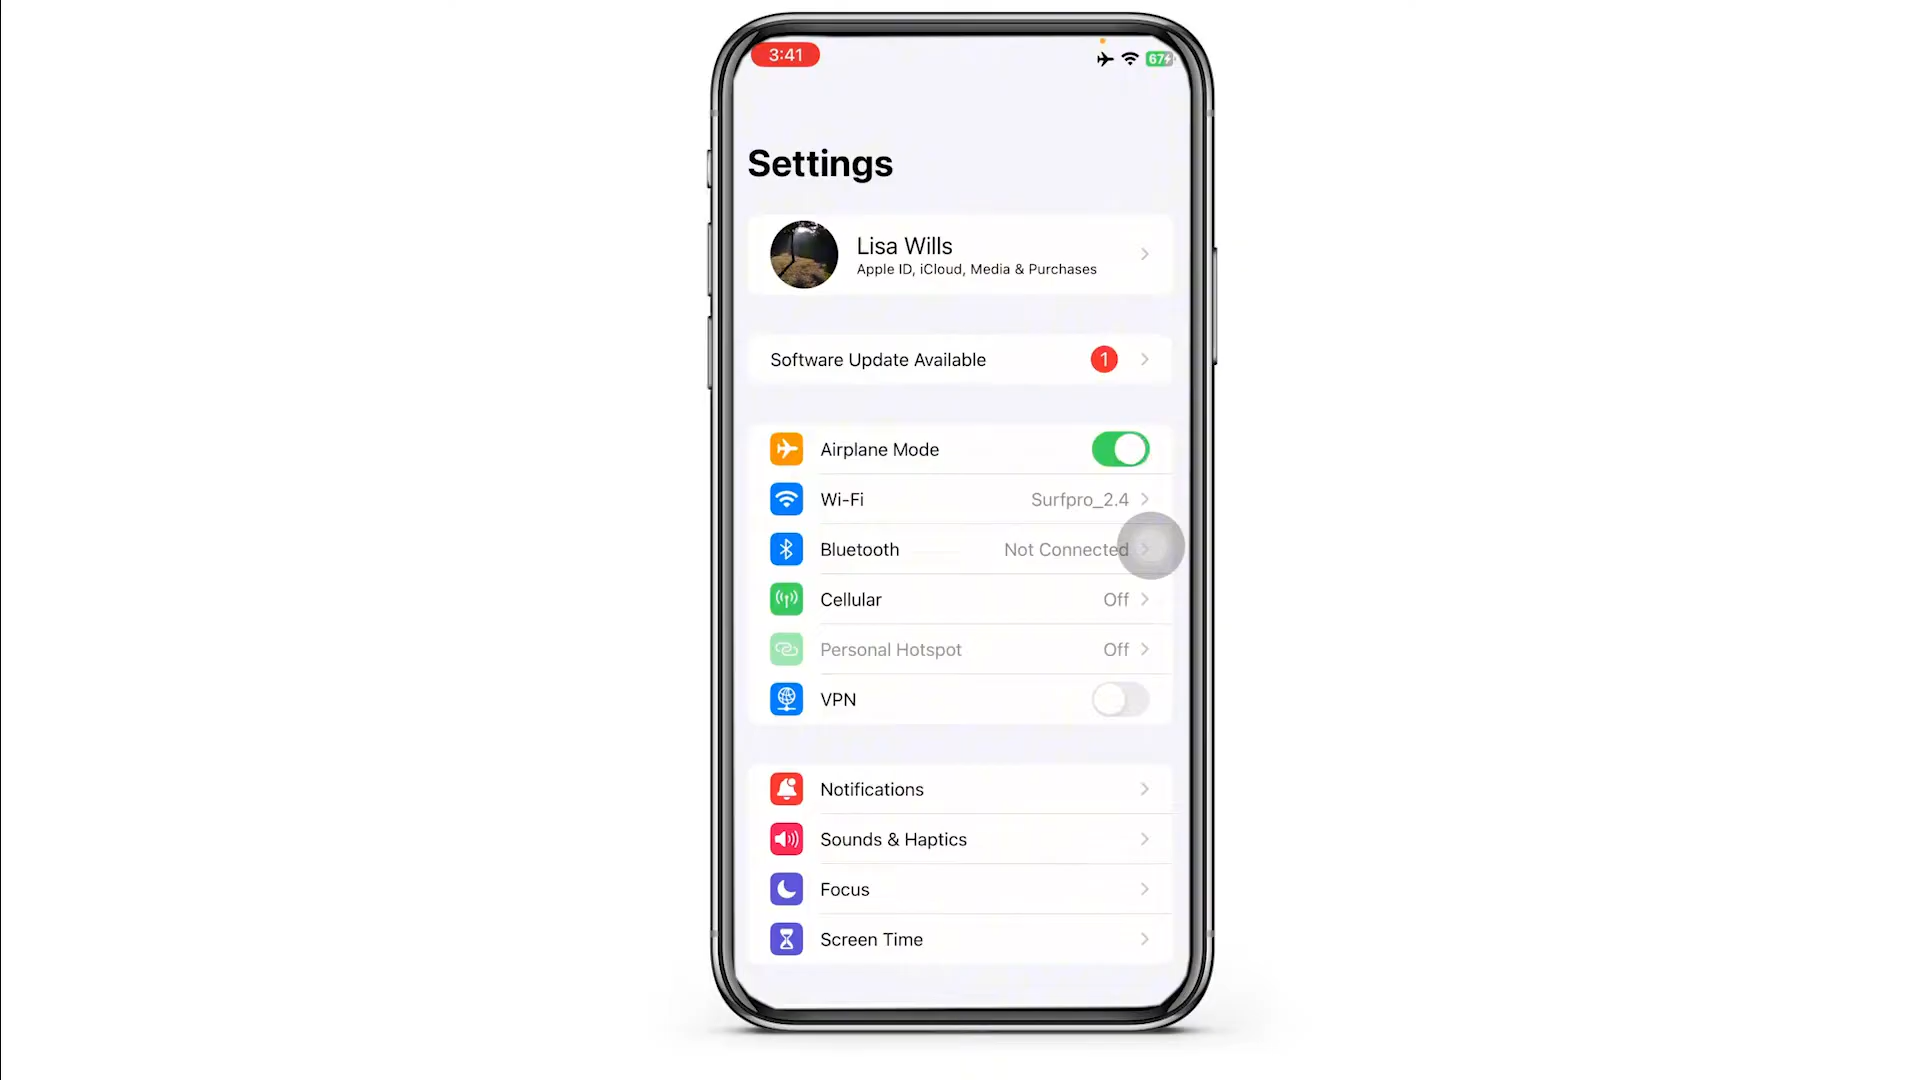 3:41
67
Settings
Lisa Wills
Apple ID, iCloud, Media & Purchases
Software Update Available 1
Airplane Mode
Wi-Fi Surfpro_2.4
Bluetooth Not Connected
Cellular Off
Personal Hotspot Off
VPN
Notifications
Sounds & Haptics
Focus
Screen Time